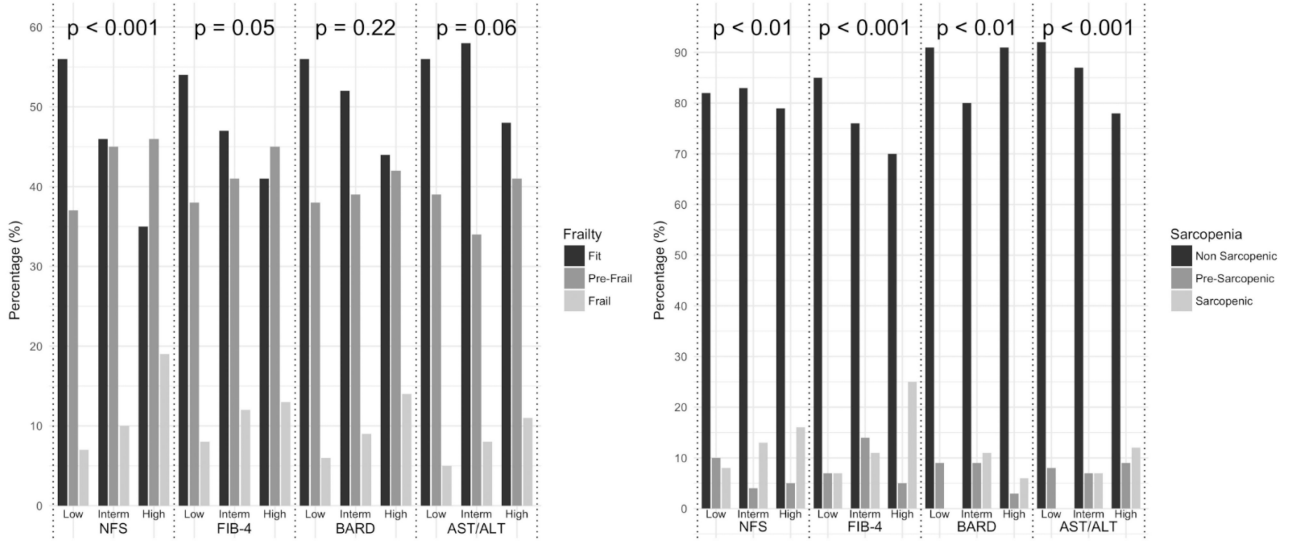 p < 0.001 p = 0.05 p = 0.22 p = 0.06
60
50
40
30
20
10
0
Percentage (%)
Low Interm High Low Interm High Low Interm High Low Interm High
NFS FIB-4 BARD AST/ALT
Frailty
Fit
Pre-Frail
Frail
p < 0.01 p < 0.001 p < 0.01 p < 0.001
90
80
70
60
50
40
30
20
10
0
Percentage (%)
Low Interm High Low Interm High Low Interm High Low Interm High
NFS FIB-4 BARD AST/ALT
Sarcopenia
Non Sarcopenic
Pre-Sarcopenic
Sarcopenic